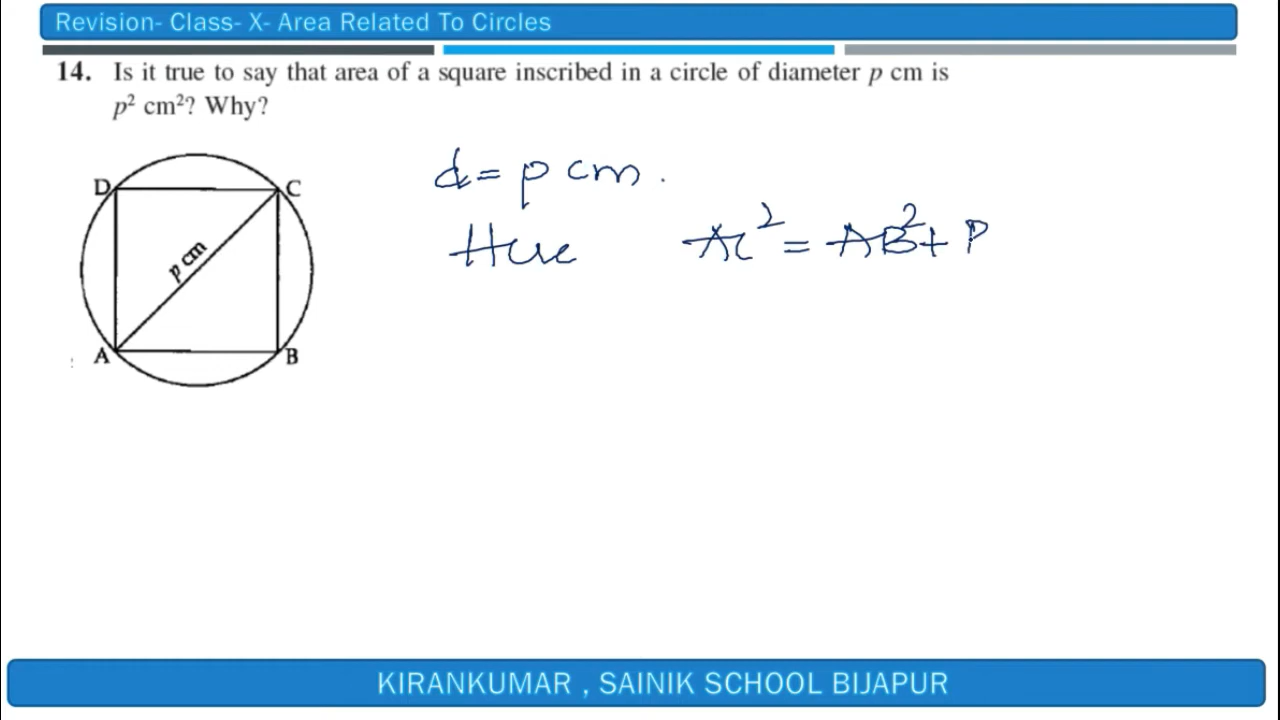 Revision- Class- X- Area Related To Circles
14. Is it true to say that area of a square inscribed in a circle of diameter p cm is
p² cm²? Why?
D
C
p cm
A
B
d = p cm.
Here AC² = AB² + P
KIRANKUMAR , SAINIK SCHOOL BIJAPUR